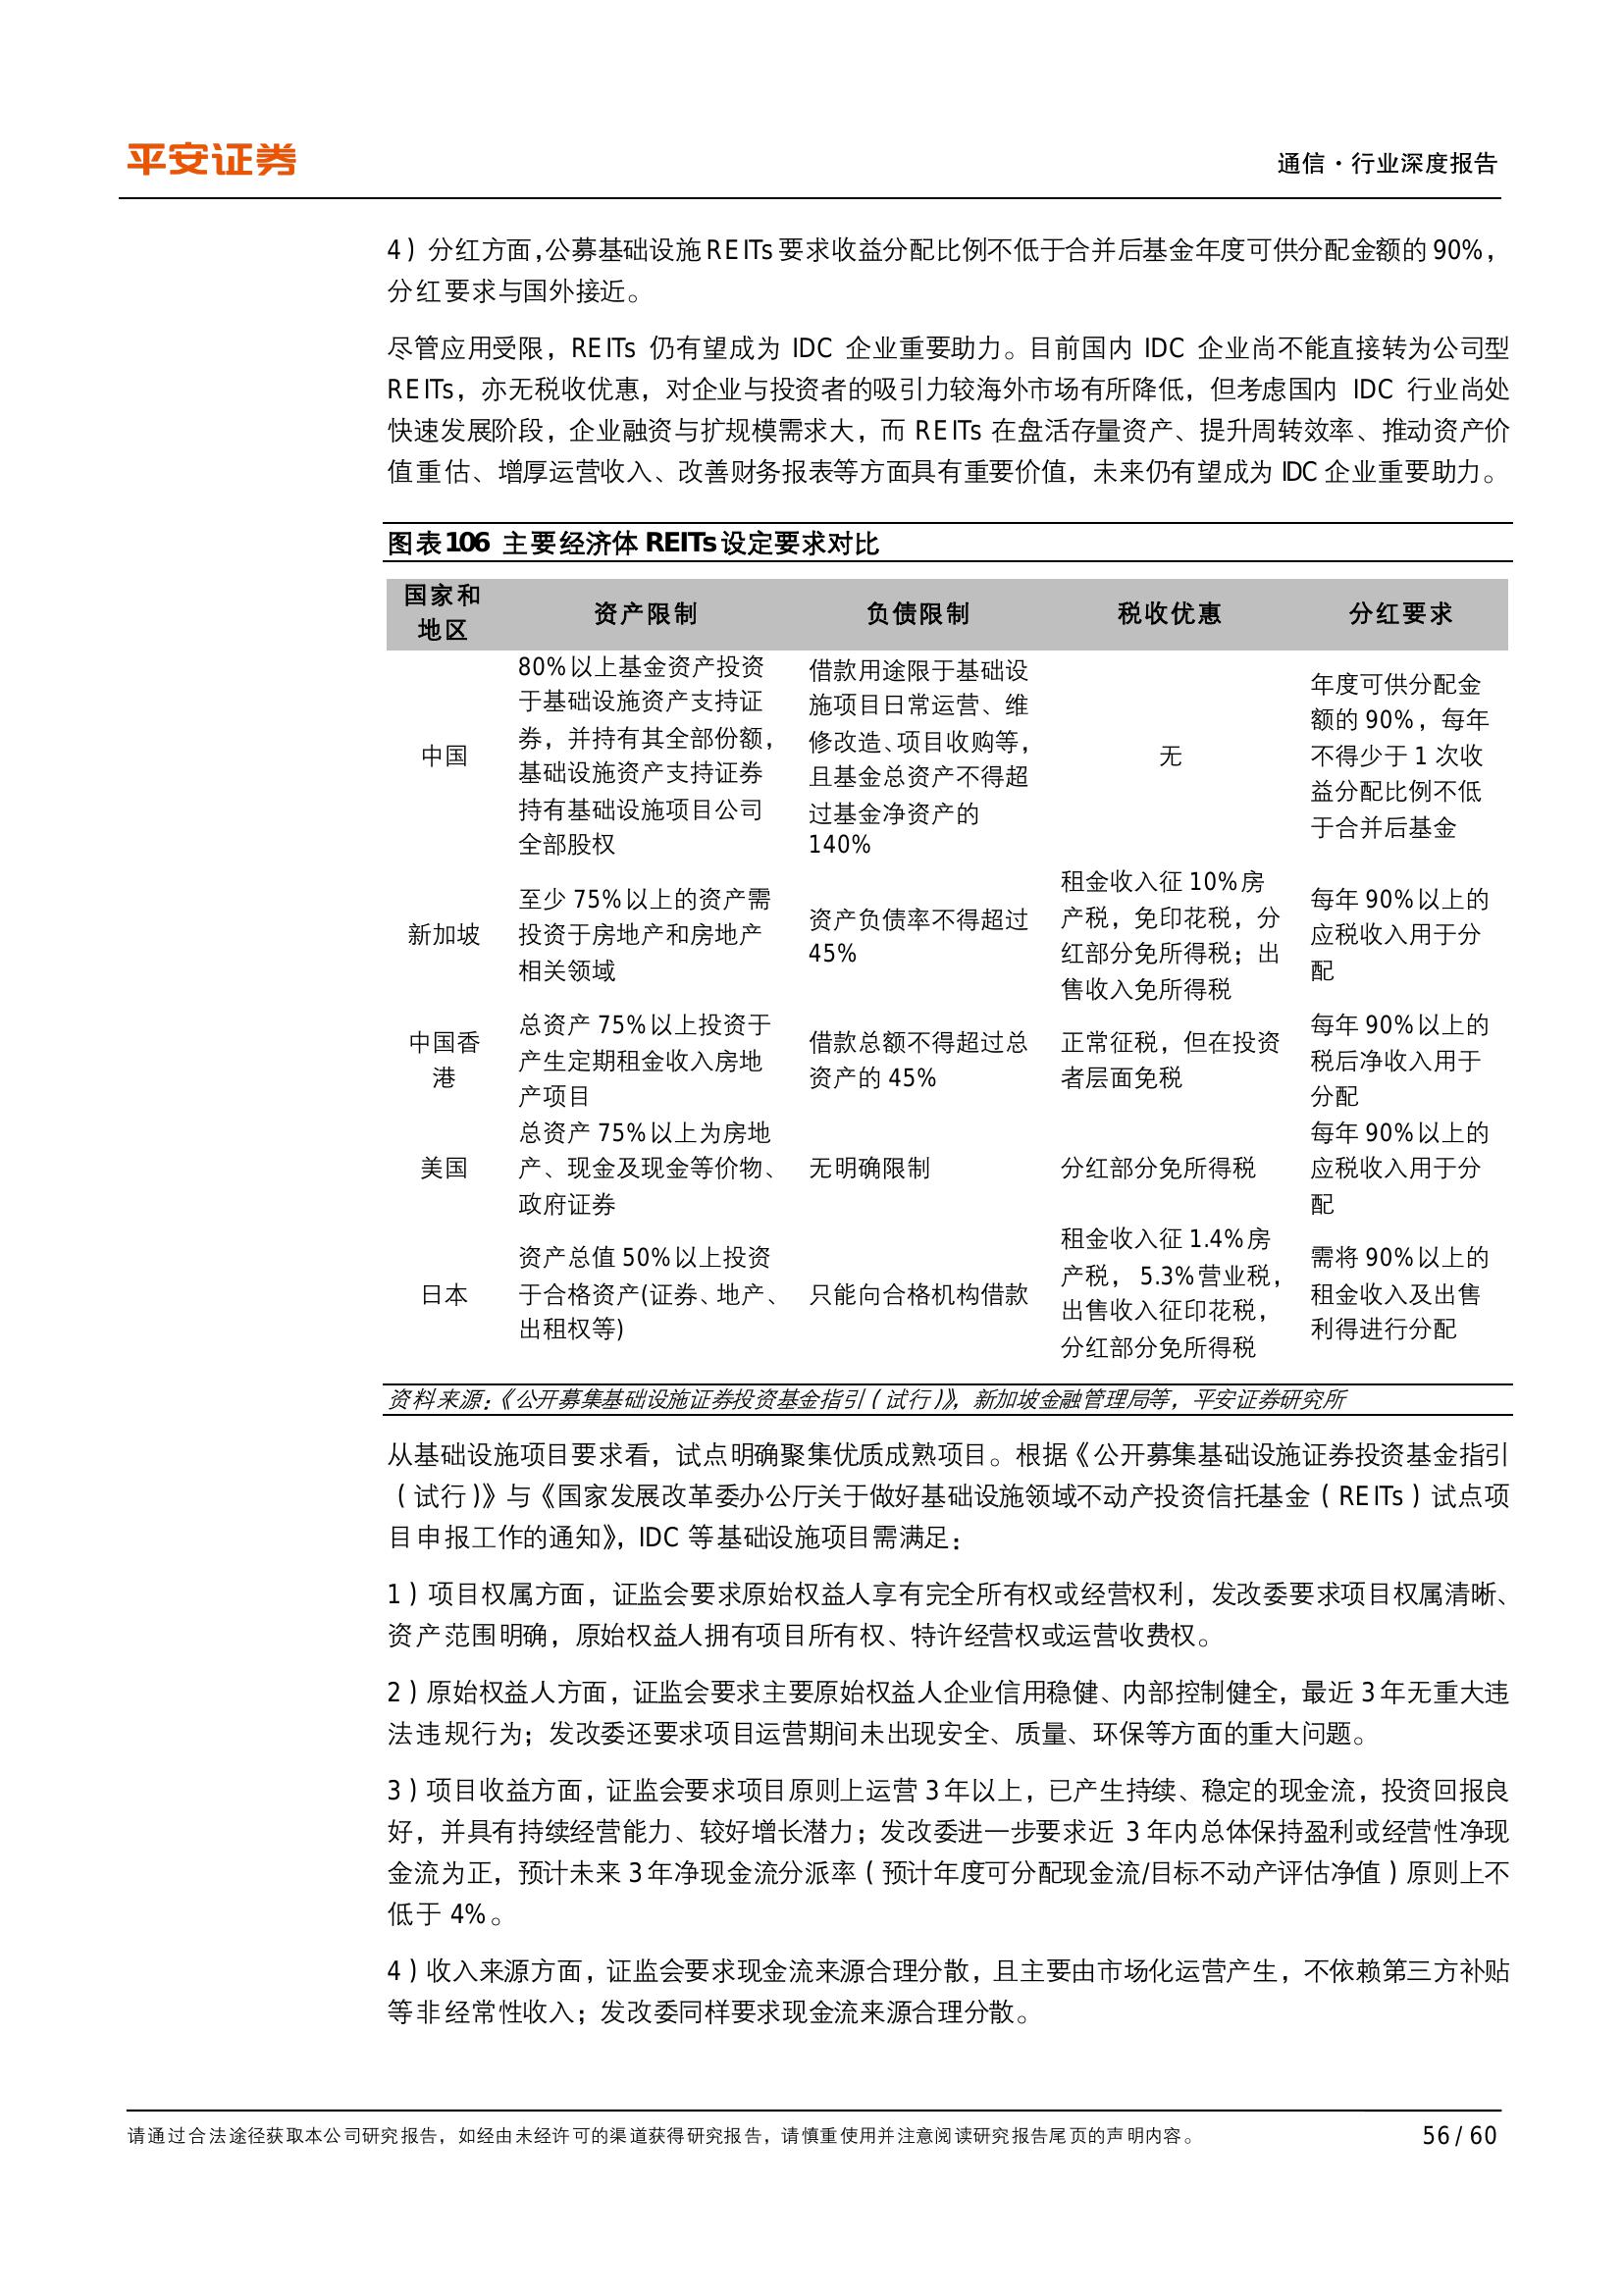 平安证券
通信·行业深度报告
4）分红方面，公募基础设施REITs要求收益分配比例不低于合并后基金年度可供分配金额的90%，
分红要求与国外接近。
尽管应用受限，REITs 仍有望成为 IDC 企业重要助力。目前国内 IDC 企业尚不能直接转为公司型
REITs，亦无税收优惠，对企业与投资者的吸引力较海外市场有所降低，但考虑国内 IDC 行业尚处
快速发展阶段，企业融资与扩规模需求大，而 REITs 在盘活存量资产、提升周转效率、推动资产价
值重估、增厚运营收入、改善财务报表等方面具有重要价值，未来仍有望成为 IDC 企业重要助力。
图表106 主要经济体 REITs 设定要求对比
国家和
地区
资产限制
负债限制
税收优惠
分红要求
中国
80%以上基金资产投资
于基础设施资产支持证
券，并持有其全部份额，
基础设施资产支持证券
持有基础设施项目公司
全部股权
借款用途限于基础设
施项目日常运营、维
修改造、项目收购等，
且基金总资产不得超
过基金净资产的
140%
无
年度可供分配金
额的 90%，每年
不得少于 1 次收
益分配比例不低
于合并后基金
新加坡
至少 75%以上的资产需
投资于房地产和房地产
相关领域
资产负债率不得超过
45%
租金收入征 10%房
产税，免印花税，分
红部分免所得税；出
售收入免所得税
每年 90%以上的
应税收入用于分
配
中国香
港
总资产 75%以上投资于
产生定期租金收入房地
产项目
借款总额不得超过总
资产的 45%
正常征税，但在投资
者层面免税
每年 90%以上的
税后净收入用于
分配
美国
总资产 75%以上为房地
产、现金及现金等价物、
政府证券
无明确限制
分红部分免所得税
每年 90%以上的
应税收入用于分
配
日本
资产总值 50%以上投资
于合格资产(证券、地产、
出租权等)
只能向合格机构借款
租金收入征 1.4%房
产税， 5.3%营业税，
出售收入征印花税，
分红部分免所得税
需将 90%以上的
租金收入及出售
利得进行分配
资料来源：《公开募集基础设施证券投资基金指引（试行）》，新加坡金融管理局等，平安证券研究所
从基础设施项目要求看，试点明确聚集优质成熟项目。根据《公开募集基础设施证券投资基金指引
（试行）》与《国家发展改革委办公厅关于做好基础设施领域不动产投资信托基金（REITs）试点项
目申报工作的通知》，IDC 等基础设施项目需满足：
1）项目权属方面，证监会要求原始权益人享有完全所有权或经营权利，发改委要求项目权属清晰、
资产范围明确，原始权益人拥有项目所有权、特许经营权或运营收费权。
2）原始权益人方面，证监会要求主要原始权益人企业信用稳健、内部控制健全，最近 3 年无重大违
法违规行为；发改委还要求项目运营期间未出现安全、质量、环保等方面的重大问题。
3）项目收益方面，证监会要求项目原则上运营 3 年以上，已产生持续、稳定的现金流，投资回报良
好，并具有持续经营能力、较好增长潜力；发改委进一步要求近 3 年内总体保持盈利或经营性净现
金流为正，预计未来 3 年净现金流分派率（预计年度可分配现金流/目标不动产评估净值）原则上不
低于 4%。
4）收入来源方面，证监会要求现金流来源合理分散，且主要由市场化运营产生，不依赖第三方补贴
等非经常性收入；发改委同样要求现金流来源合理分散。
请通过合法途径获取本公司研究报告，如经由未经许可的渠道获得研究报告，请慎重使用并注意阅读研究报告尾页的声明内容。
56 / 60